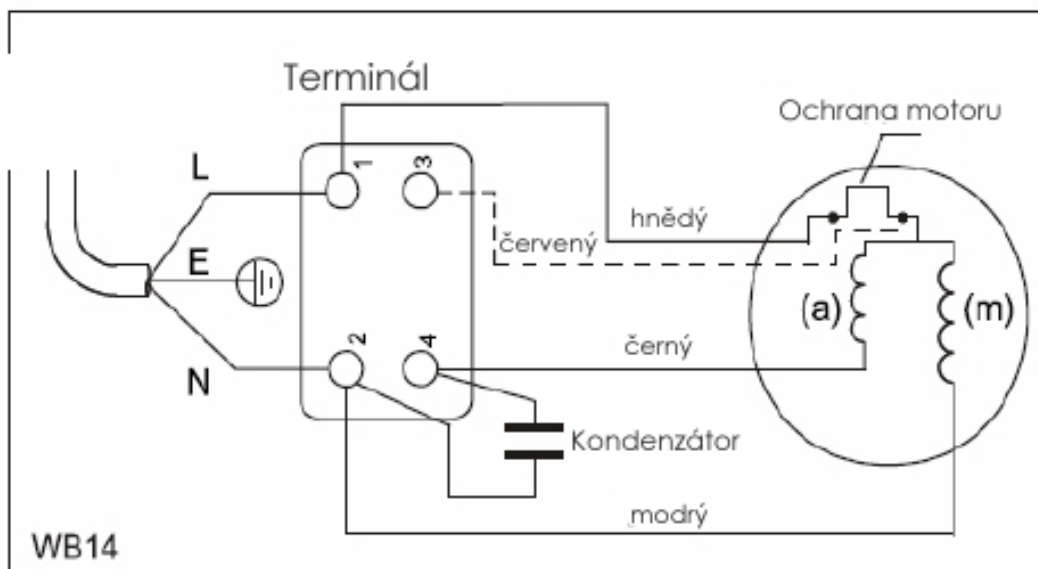 Terminál
Ochrana motoru
L
1
3
hnědý
červený
E
(a)
(m)
2
4
černý
N
Kondenzátor
modrý
WB14